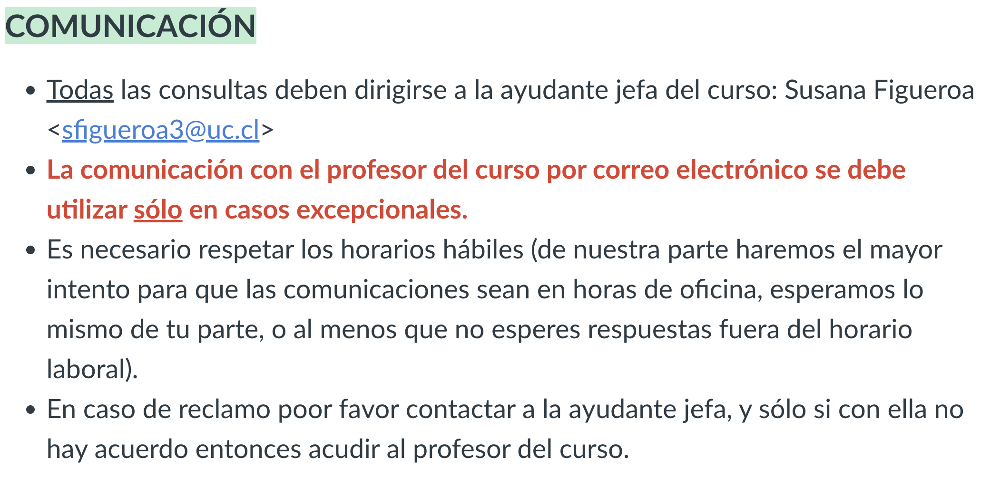 COMUNICACIÓN
• Todas las consultas deben dirigirse a la ayudante jefa del curso: Susana Figueroa
<sfigueroa3@uc.cl>
• La comunicación con el profesor del curso por correo electrónico se debe
utilizar sólo en casos excepcionales.
• Es necesario respetar los horarios hábiles (de nuestra parte haremos el mayor
intento para que las comunicaciones sean en horas de oficina, esperamos lo
mismo de tu parte, o al menos que no esperes respuestas fuera del horario
laboral).
• En caso de reclamo poor favor contactar a la ayudante jefa, y sólo si con ella no
hay acuerdo entonces acudir al profesor del curso.